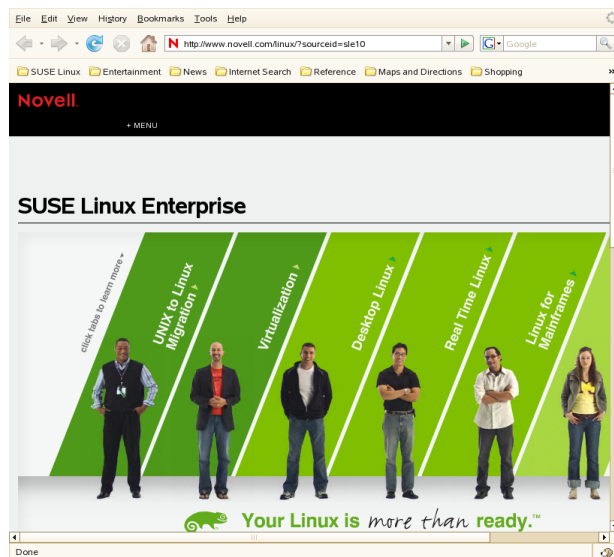 File Edit View History Bookmarks Tools Help
N http://www.novell.com/linux/?sourceid=sle10
G Google
SUSE Linux Entertainment News Internet Search Reference Maps and Directions Shopping »
Novell.
+ MENU
SUSE Linux Enterprise
click tabs to learn more
UNIX to Linux
Migration
Virtualization
Desktop Linux
Real Time Linux
Linux for
Mainframes
Your Linux is more than ready.™
Done